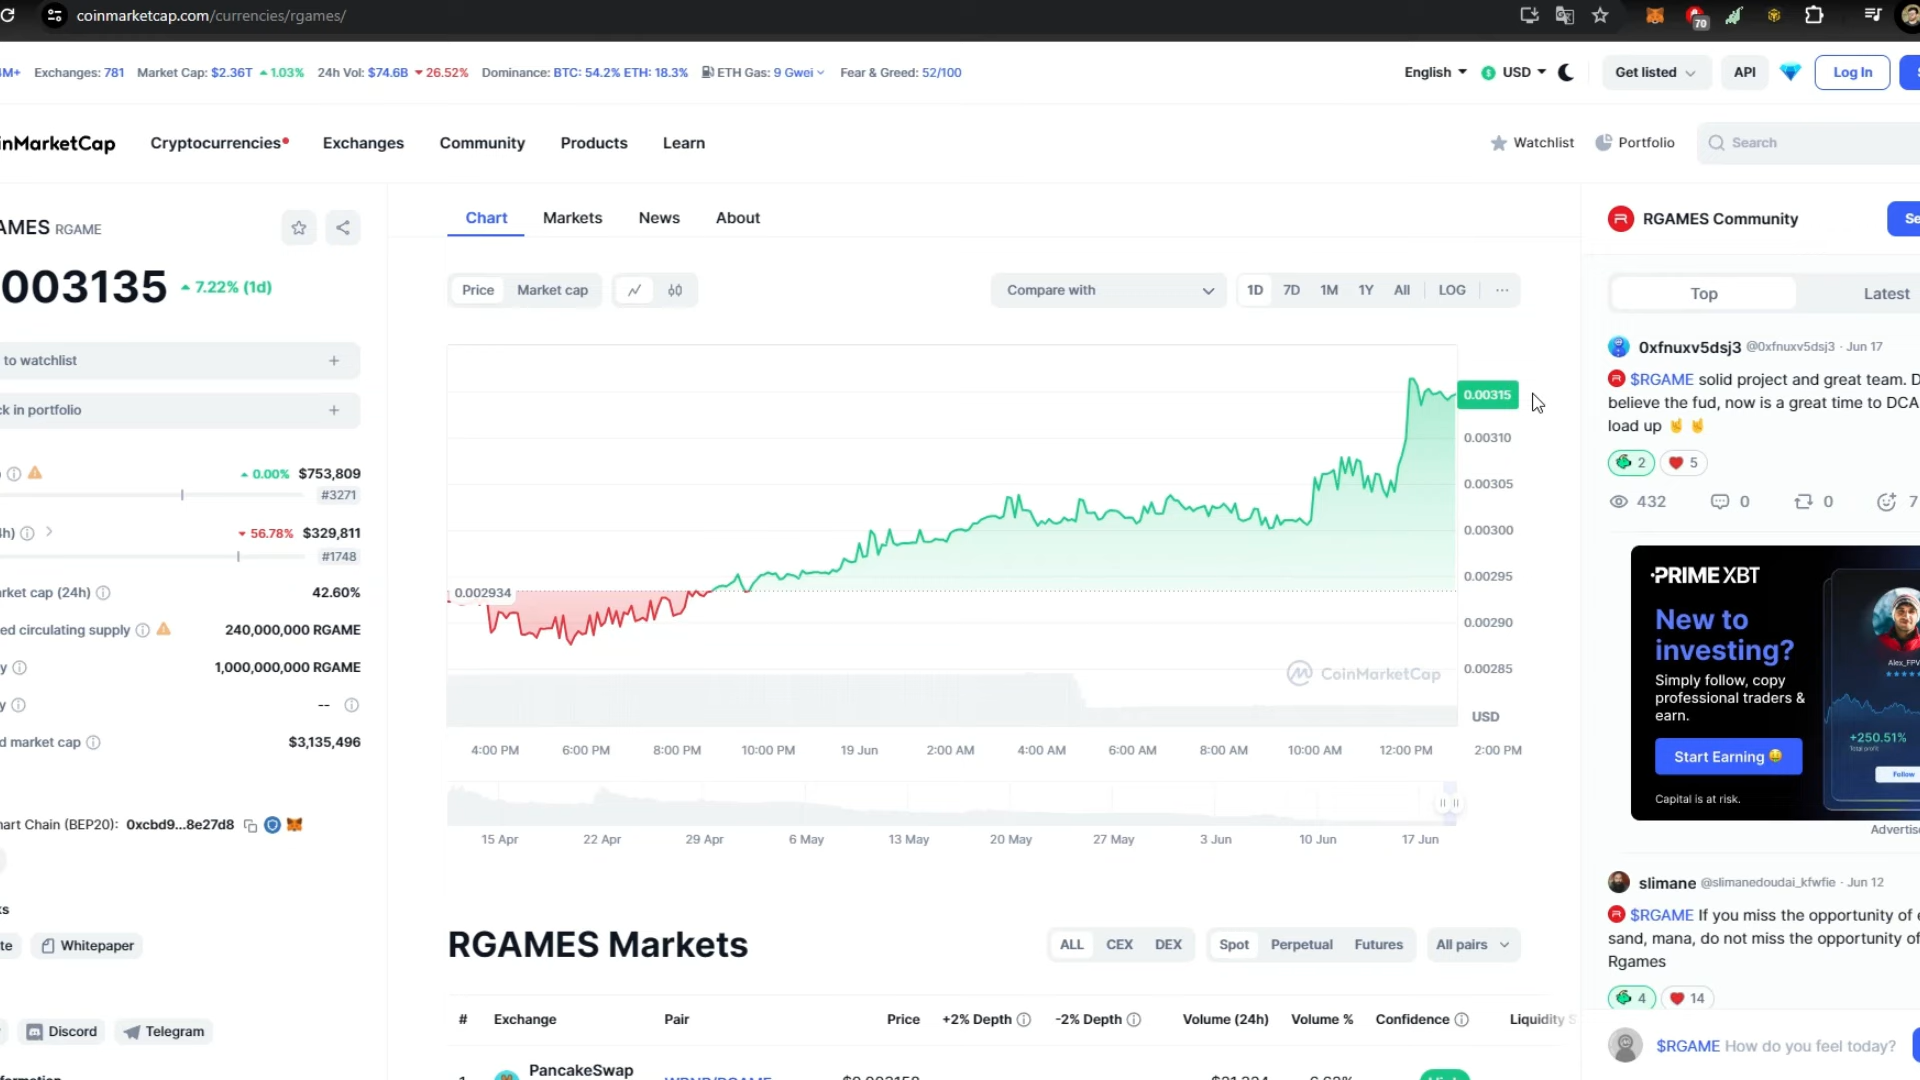 coinmarketcap.com/currencies/rgames/
70
M+ Exchanges: 781 Market Cap: $2.36T 1.03% 24h Vol: $74.6B 26.52% Dominance: BTC: 54.2% ETH: 18.3% ETH Gas: 9 Gwei Fear & Greed: 52/100
English USD Get listed API Log In
inMarketCap Cryptocurrencies Exchanges Community Products Learn Watchlist Portfolio Search
AMES RGAME
003135 7.22% (1d)
to watchlist +
ck in portfolio +
0.00% $753,809
#3271
h) 56.78% $329,811
#1748
rket cap (24h) 42.60%
ed circulating supply 240,000,000 RGAME
y 1,000,000,000 RGAME
y --
d market cap $3,135,496
art Chain (BEP20): 0xcbd9...8e27d8
ks
te Whitepaper
Discord Telegram
Chart Markets News About
Price Market cap
Compare with 1D 7D 1M 1Y All LOG ...
0.00315
0.00310
0.00305
0.00300
0.00295
0.00290
0.00285
0.002934
CoinMarketCap
USD
4:00 PM 6:00 PM 8:00 PM 10:00 PM 19 Jun 2:00 AM 4:00 AM 6:00 AM 8:00 AM 10:00 AM 12:00 PM 2:00 PM
15 Apr 22 Apr 29 Apr 6 May 13 May 20 May 27 May 3 Jun 10 Jun 17 Jun
RGAMES Markets ALL CEX DEX Spot Perpetual Futures All pairs
# Exchange Pair Price +2% Depth -2% Depth Volume (24h) Volume % Confidence Liquidity S
PancakeSwap
RGAMES Community Se
Top Latest
0xfnuxv5dsj3 @0xfnuxv5dsj3 · Jun 17
$RGAME solid project and great team. D
believe the fud, now is a great time to DCA
load up 🤘 🤘
2 5
432 0 0 7
PRIME XBT
New to
investing?
Simply follow, copy
professional traders &
earn.
Start Earning
Capital is at risk.
Alex_FPV
+250.51%
Total profit
Follow
Advertis
slimane @slimanedoudai_kfwfie · Jun 12
$RGAME If you miss the opportunity of
sand, mana, do not miss the opportunity of
Rgames
4 14
$RGAME How do you feel today?